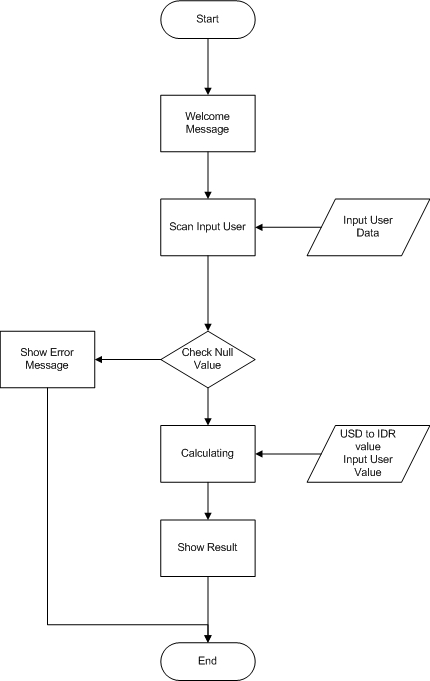 Start
Welcome
Message
Scan Input User
Input User
Data
Check Null
Value
Show Error
Message
Calculating
USD to IDR
value
Input User
Value
Show Result
End